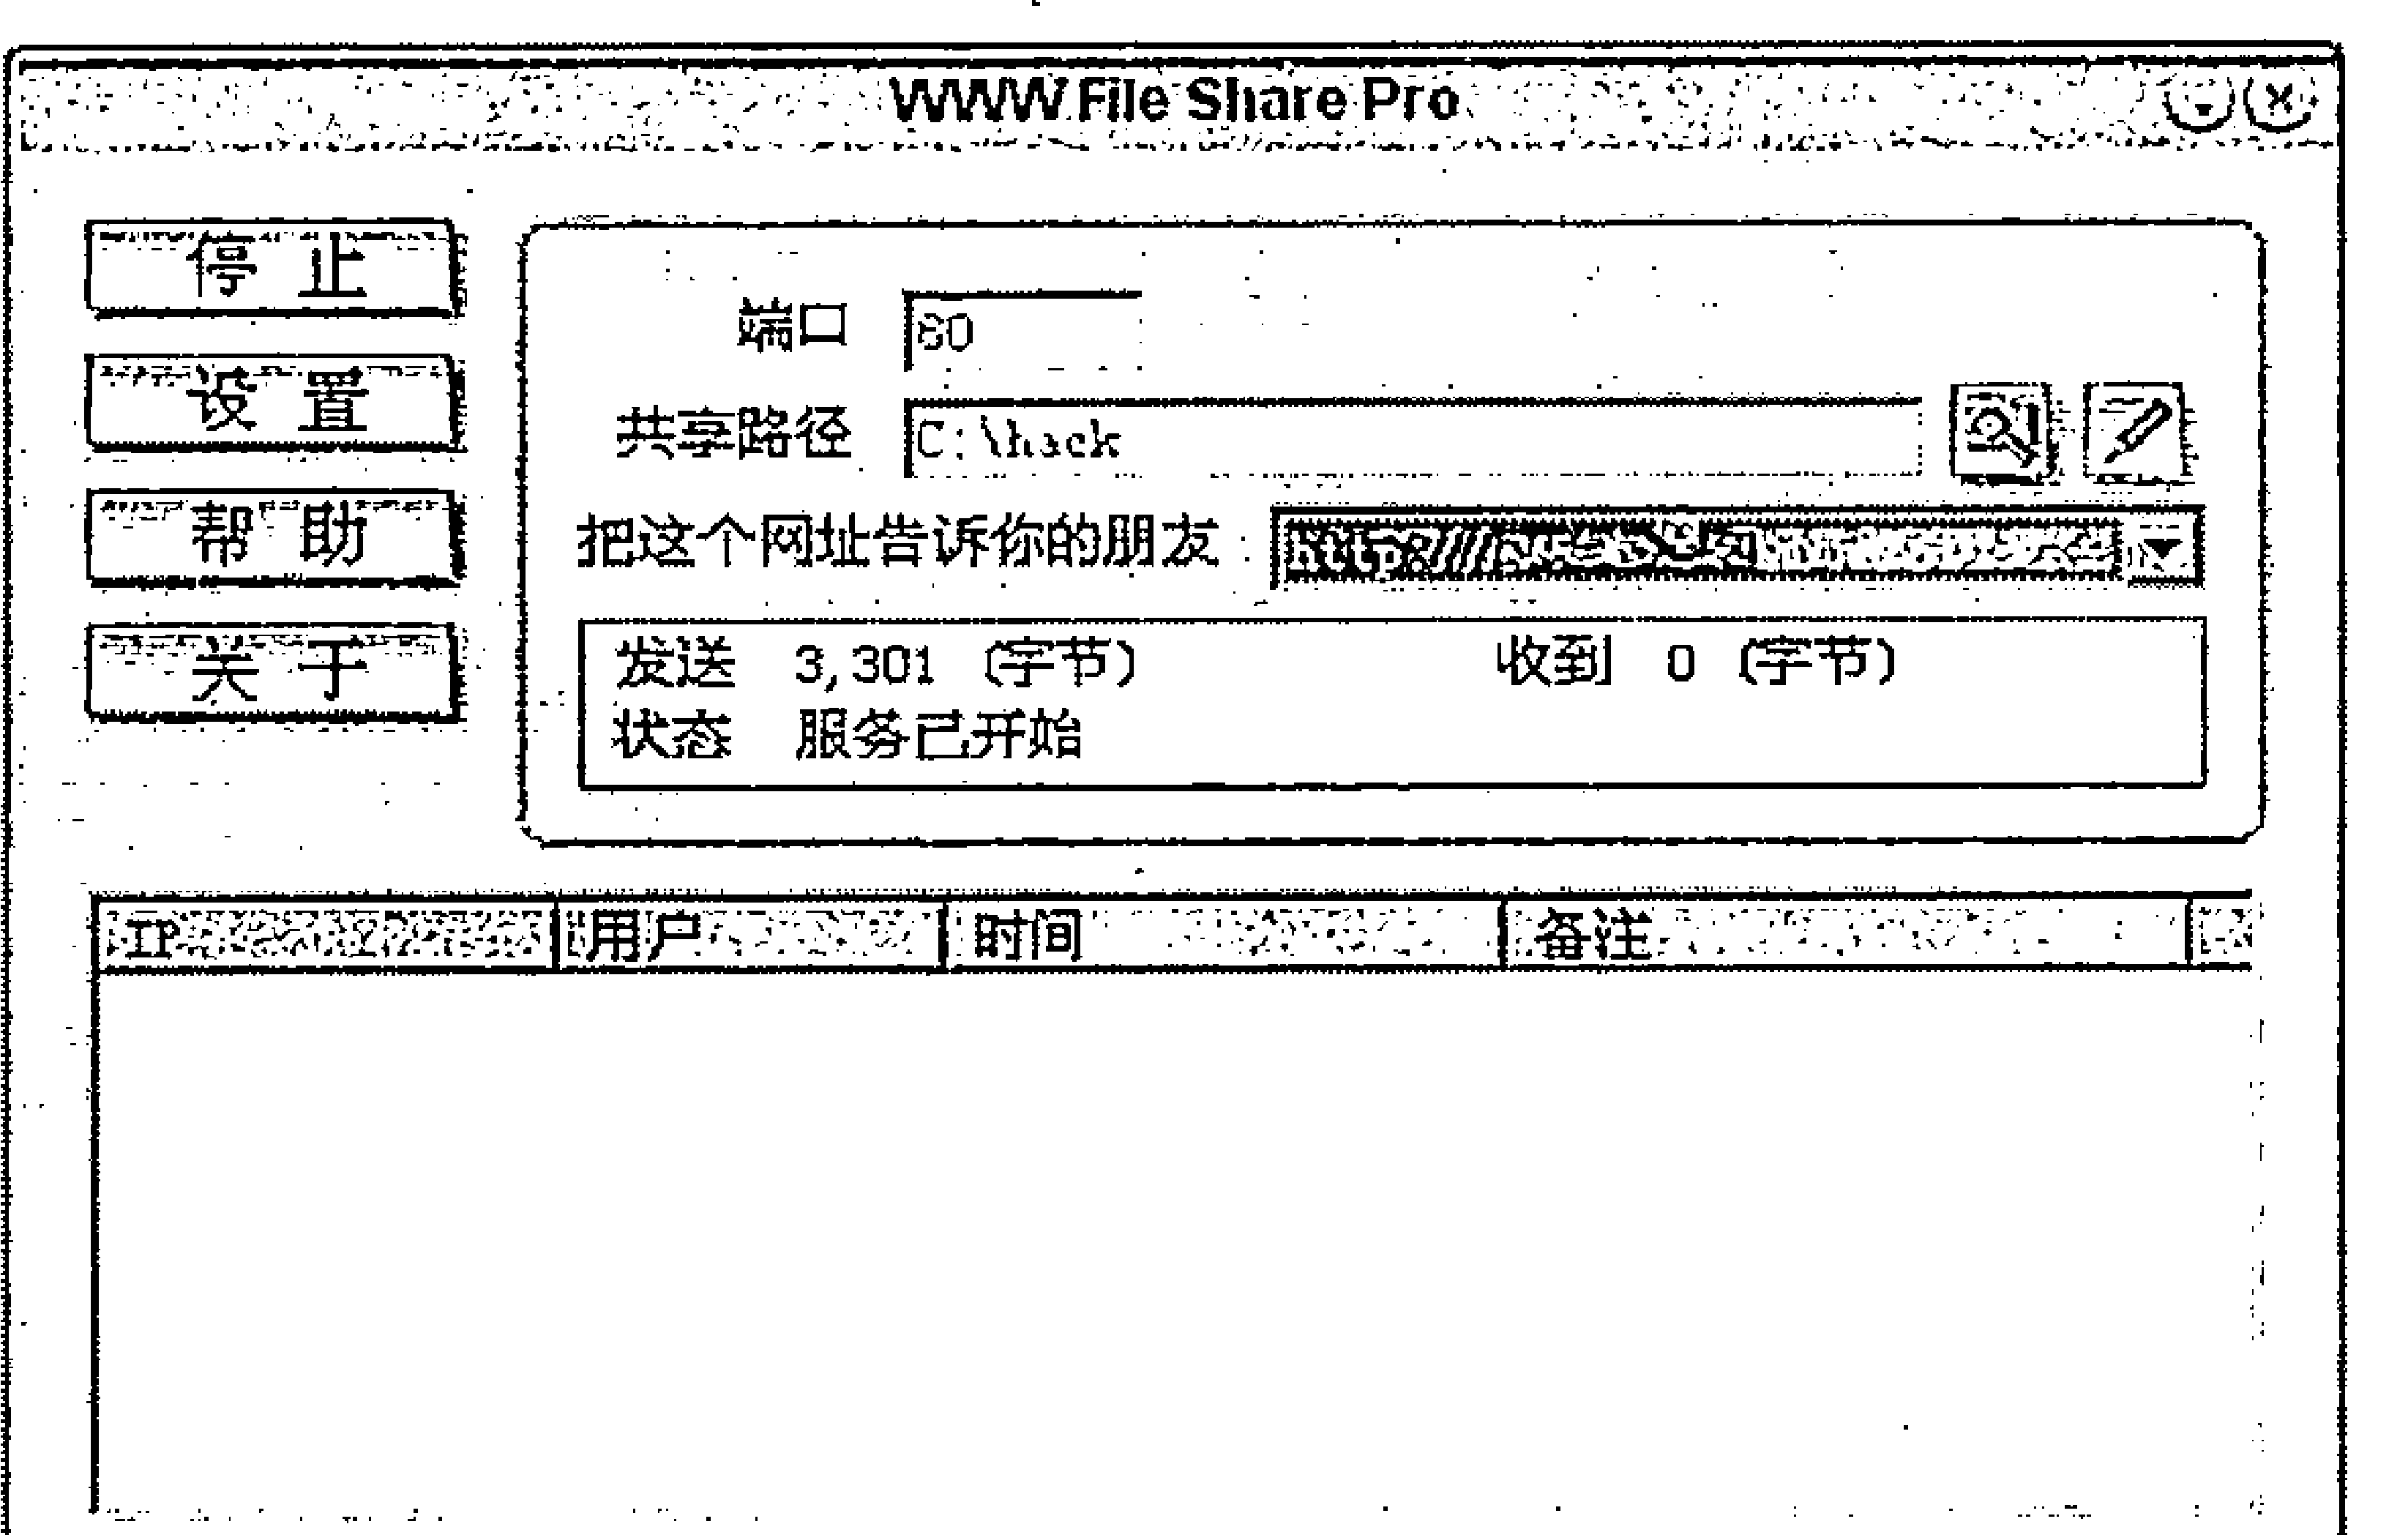 WWW File Share Pro
停 止
设 置
帮 助
关 于
端口
共享路径 C:\hack
把这个网址告诉你的朋友
发送 3,301 (字节) 收到 0 (字节)
状态 服务已开始
IP 用户 时间 备注